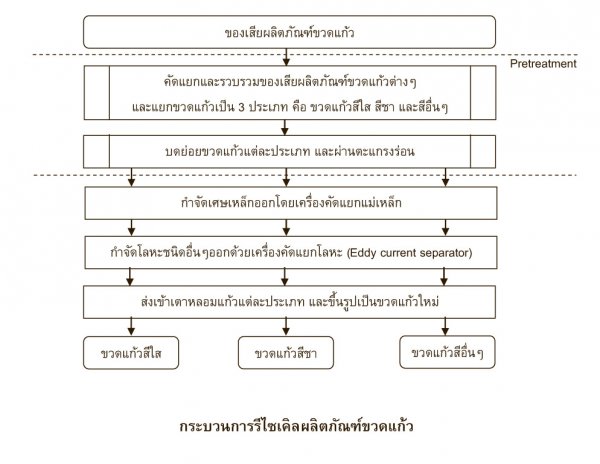 ของเสียผลิตภัณฑ์ขวดแก้ว
Pretreatment
คัดแยกและรวบรวมของเสียผลิตภัณฑ์ขวดแก้วต่างๆ
และแยกขวดแก้วเป็น 3 ประเภท คือ ขวดแก้วสีใส สีชา และสีอื่นๆ
บดย่อยขวดแก้วแต่ละประเภท และผ่านตะแกรงร่อน
กำจัดเศษเหล็กออกโดยเครื่องคัดแยกแม่เหล็ก
กำจัดโลหะชนิดอื่นๆออกด้วยเครื่องคัดแยกโลหะ (Eddy current separator)
ส่งเข้าเตาหลอมแก้วแต่ละประเภท และขึ้นรูปเป็นขวดแก้วใหม่
ขวดแก้วสีใส
ขวดแก้วสีชา
ขวดแก้วสีอื่นๆ
กระบวนการรีไซเคิลผลิตภัณฑ์ขวดแก้ว